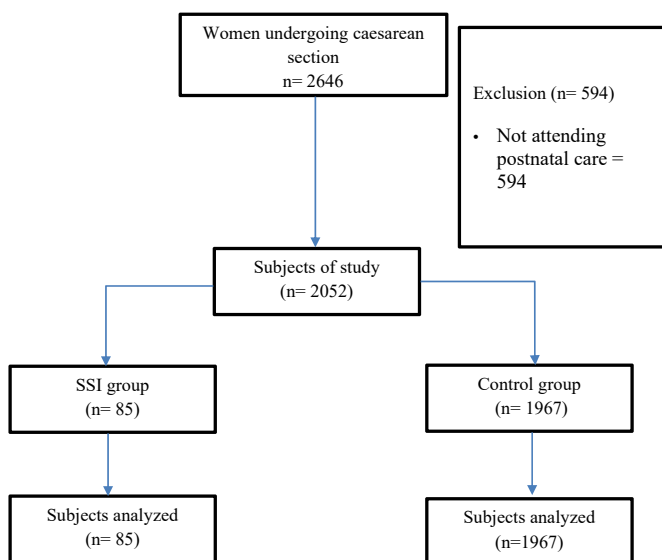 Women undergoing caesarean
section
n= 2646
Exclusion (n= 594)
• Not attending
postnatal care =
594
Subjects of study
(n= 2052)
SSI group
(n= 85)
Control group
(n= 1967)
Subjects analyzed
(n= 85)
Subjects analyzed
(n=1967)